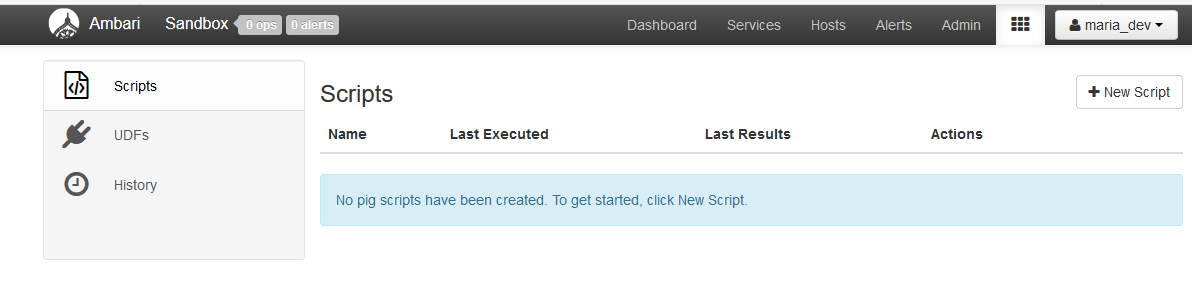 Ambari Sandbox 0 ops 0 alerts Dashboard Services Hosts Alerts Admin maria_dev
Scripts
UDFs
History
Scripts
New Script
Name Last Executed Last Results Actions
No pig scripts have been created. To get started, click New Script.